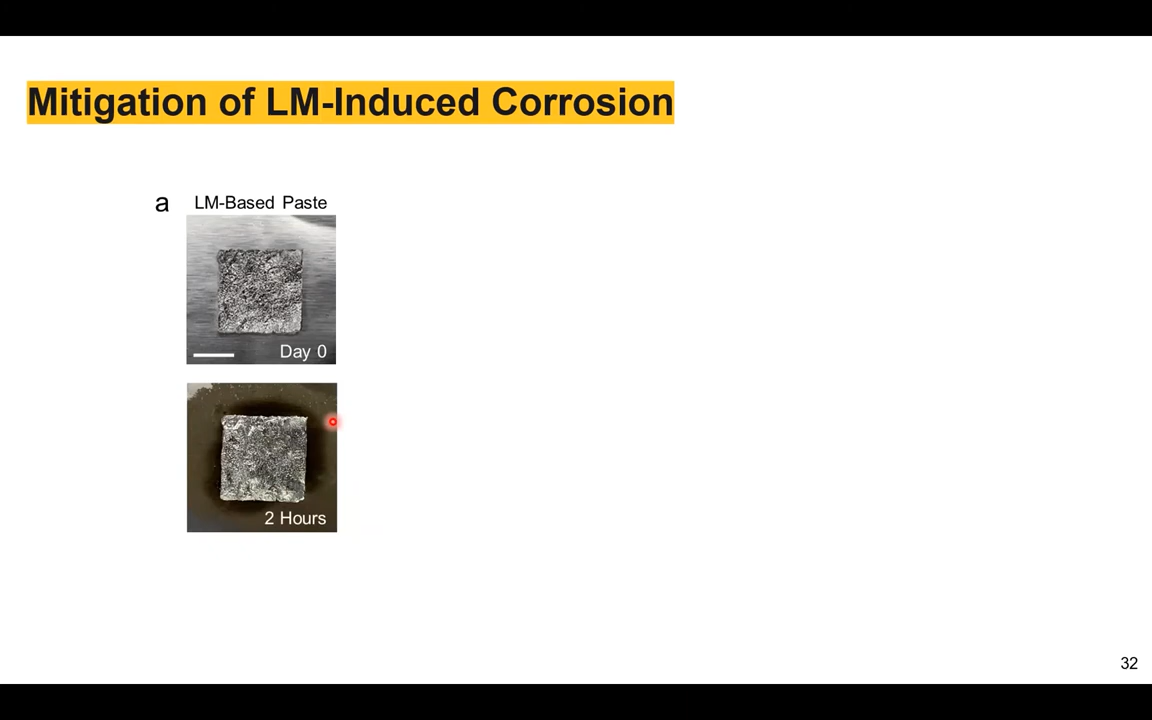 Mitigation of LM-Induced Corrosion
a
LM-Based Paste
Day 0
2 Hours
32